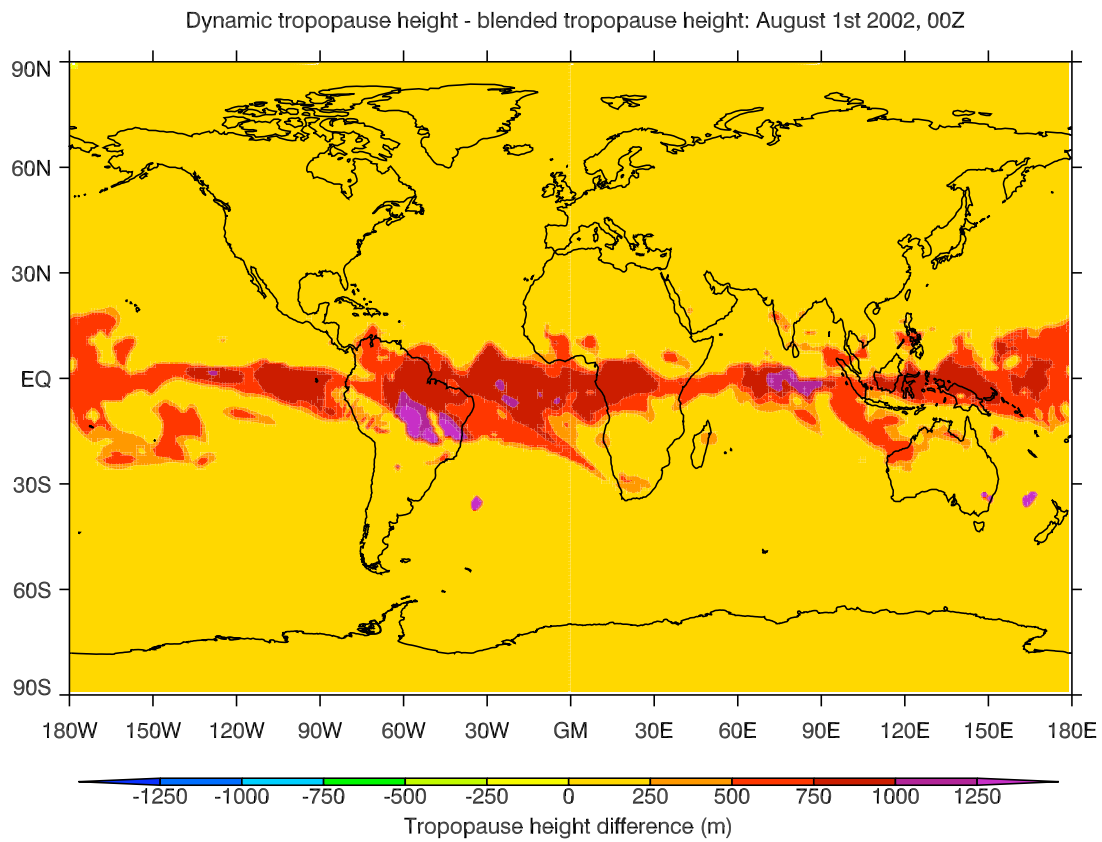 Dynamic tropopause height - blended tropopause height: August 1st 2002, 00Z
90N
60N
30N
EQ
30S
60S
90S
180W 150W 120W 90W 60W 30W GM 30E 60E 90E 120E 150E 180E
-1250 -1000 -750 -500 -250 0 250 500 750 1000 1250
Tropopause height difference (m)